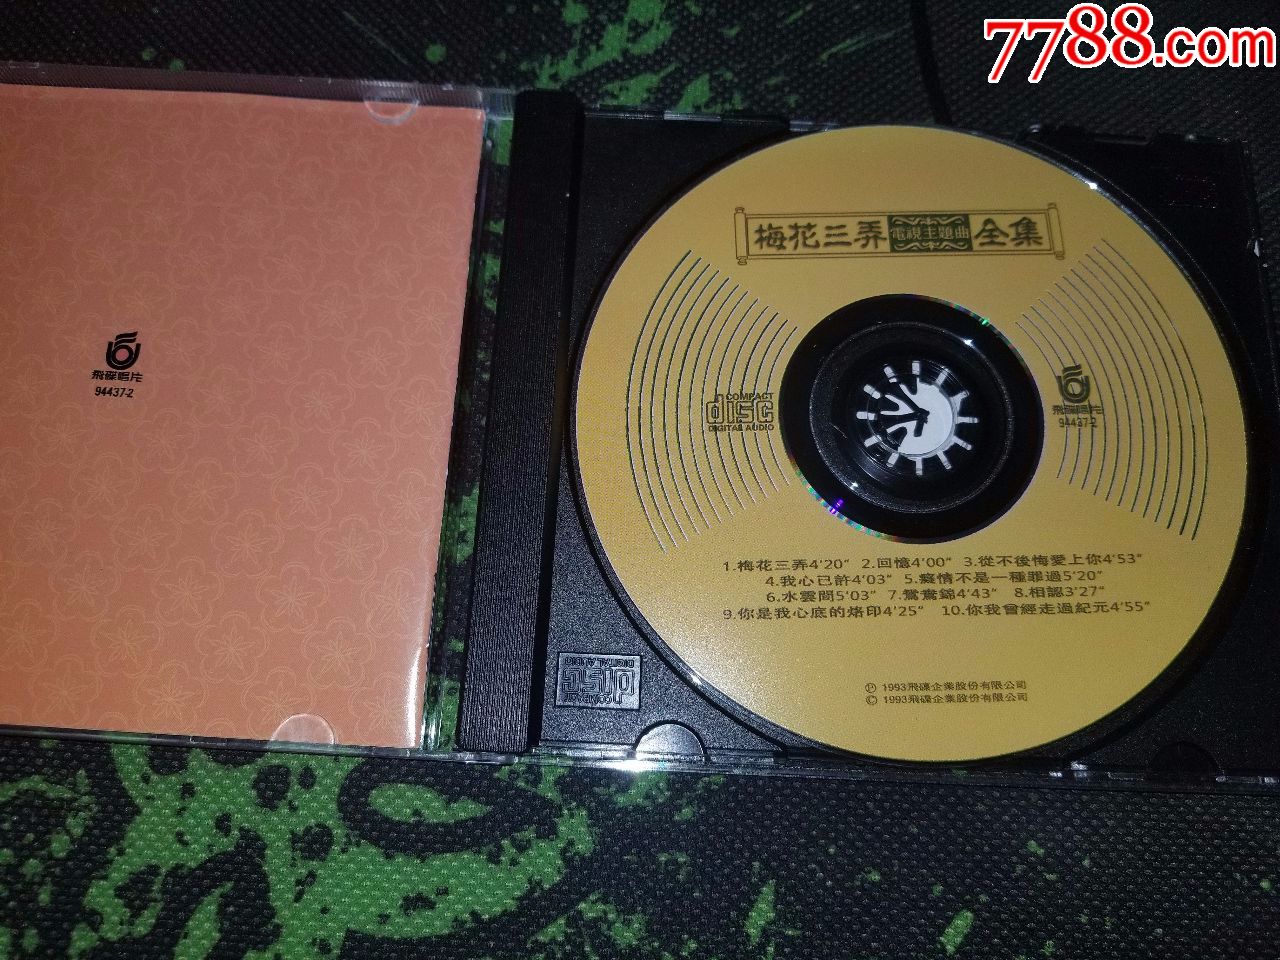 7788.com
飛碟唱片
94437-2
梅花三弄 電視主題曲 全集
COMPACT
disc
DIGITAL AUDIO
飛碟唱片
94437-2
1.梅花三弄4'20" 2.回憶4'00" 3.從不後悔愛上你4'53"
4.我心已許4'03" 5.癡情不是一種罪過5'20"
6.水雲間5'03" 7.鴛鴦錦4'43" 8.相認3'27"
9.你是我心底的烙印4'25" 10.你我曾經走過紀元4'55"
Ⓟ 1993飛碟企業股份有限公司
© 1993飛碟企業股份有限公司
COMPACT
disc
DIGITAL AUDIO